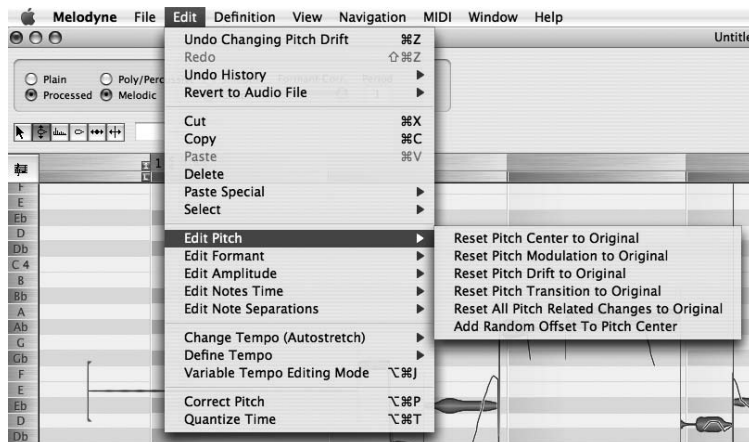 Melodyne File Edit Definition View Navigation MIDI Window Help
Untitle
Undo Changing Pitch Drift ⌘Z
Redo ⇧⌘Z
Undo History
Revert to Audio File
Plain Poly/Perc
Processed Melodic
Cut ⌘X
Copy ⌘C
Paste ⌘V
Delete
Paste Special
Select
Edit Pitch
Edit Formant
Edit Amplitude
Edit Notes Time
Edit Note Separations
Reset Pitch Center to Original
Reset Pitch Modulation to Original
Reset Pitch Drift to Original
Reset Pitch Transition to Original
Reset All Pitch Related Changes to Original
Add Random Offset To Pitch Center
Change Tempo (Autostretch)
Define Tempo
Variable Tempo Editing Mode ⌥⌘J
Correct Pitch ⌥⌘P
Quantize Time ⌥⌘T
1
F
E
Eb
D
Db
C 4
B
Bb
A
Ab
G
Gb
F
E
Eb
D
Db